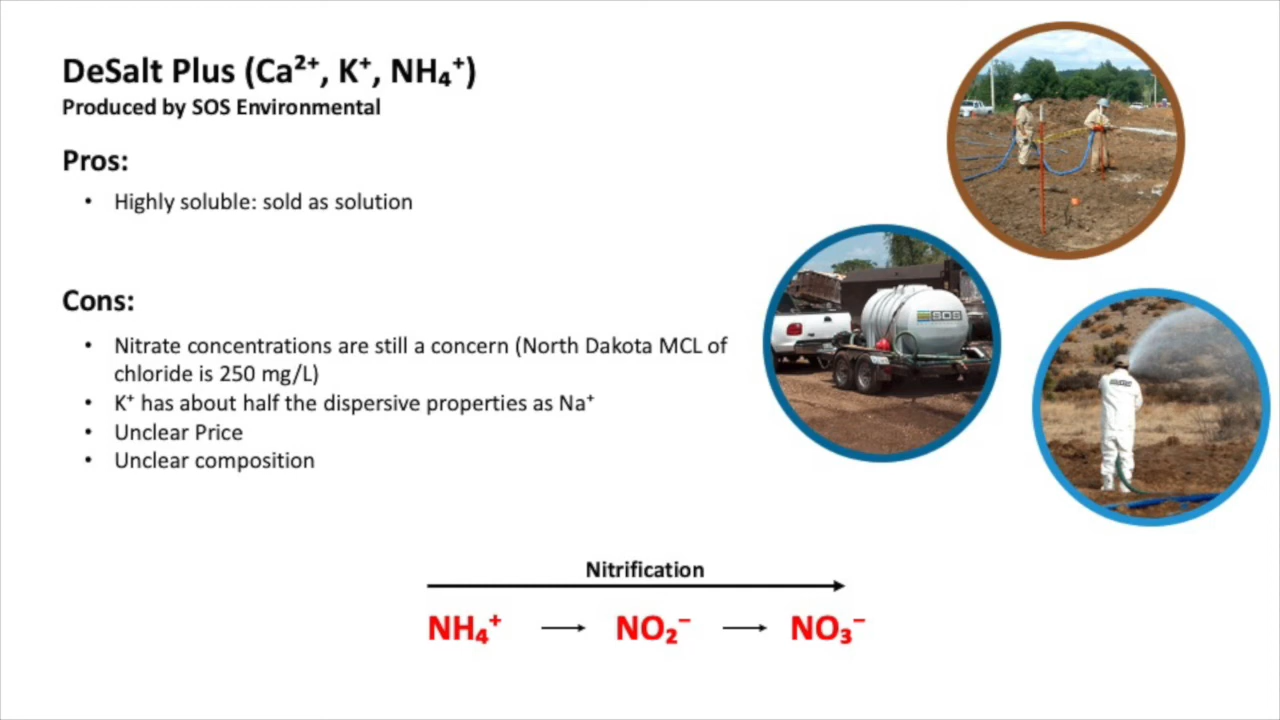 DeSalt Plus (Ca²⁺, K⁺, NH₄⁺)
Produced by SOS Environmental
Pros:
• Highly soluble: sold as solution
Cons:
• Nitrate concentrations are still a concern (North Dakota MCL of
chloride is 250 mg/L)
• K⁺ has about half the dispersive properties as Na⁺
• Unclear Price
• Unclear composition
SOS
Nitrification
NH₄⁺ → NO₂⁻ → NO₃⁻